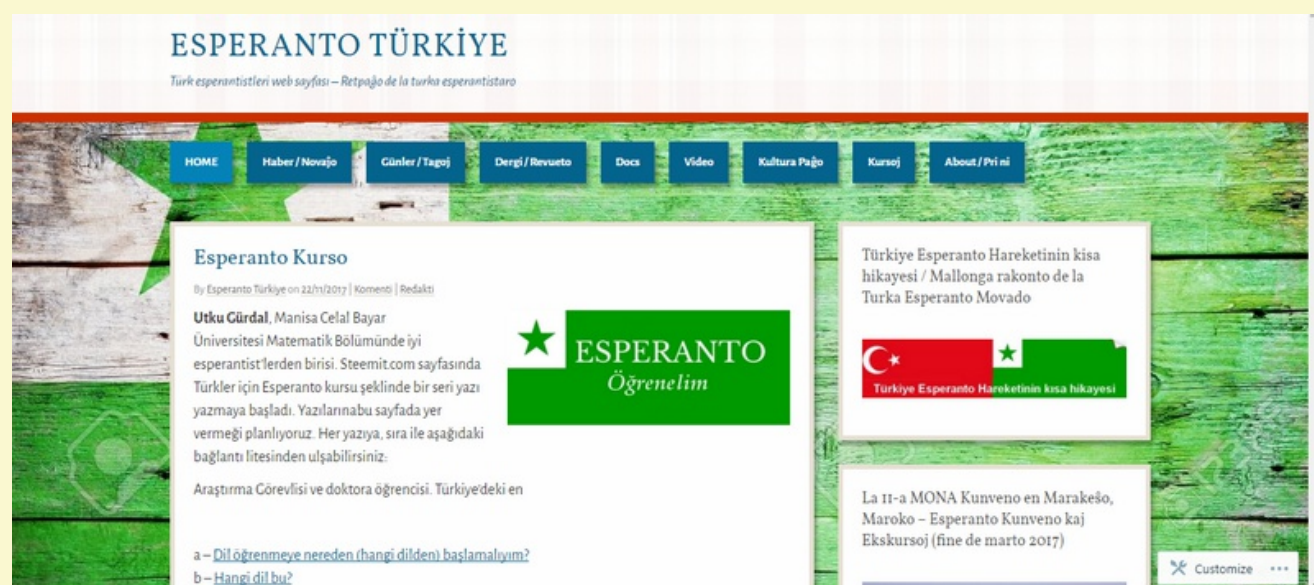 ESPERANTO TÜRKİYE
Türk esperantistleri web sayfası – Retpaĝo de la turka esperantistaro
HOME
Haber / Novaĵo
Günler / Tagoj
Dergi / Revueto
Docs
Video
Kultura Paĝo
Kursoj
About / Pri ni
Esperanto Kurso
By Esperanto Türkiye on 22/11/2017 | Komenti | Redakti
Utku Gürdal, Manisa Celal Bayar
Üniversitesi Matematik Bölümünde iyi
esperantist'lerden birisi. Steemit.com sayfasında
Türkler için Esperanto kursu şeklinde bir seri yazı
yazmaya başladı. Yazılarınabu sayfada yer
vermeği planlıyoruz. Her yazıya, sıra ile aşağıdaki
bağlantı litesinden ulşabilirsiniz:
ESPERANTO
Öğrenelim
Araştırma Görevlisi ve doktora öğrencisi. Türkiye'deki en
a – Dil öğrenmeye nereden (hangi dilden) başlamalıyım?
b – Hangi dil bu?
Türkiye Esperanto Hareketinin kisa
hikayesi / Mallonga rakonto de la
Turka Esperanto Movado
Türkiye Esperanto Hareketinin kısa hikayesi
La 11-a MONA Kunveno en Marakeŝo,
Maroko – Esperanto Kunveno kaj
Ekskursoj (fine de marto 2017)
Customize